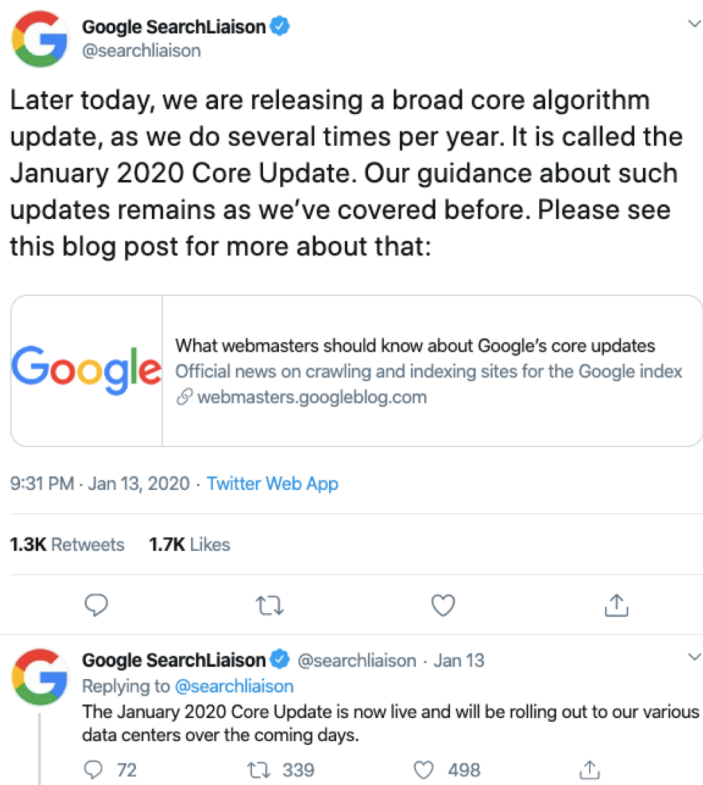 Google SearchLiaison
@searchliaison
Later today, we are releasing a broad core algorithm
update, as we do several times per year. It is called the
January 2020 Core Update. Our guidance about such
updates remains as we’ve covered before. Please see
this blog post for more about that:
Google
What webmasters should know about Google’s core updates
Official news on crawling and indexing sites for the Google index
webmasters.googleblog.com
9:31 PM · Jan 13, 2020 · Twitter Web App
1.3K Retweets 1.7K Likes
Google SearchLiaison @searchliaison · Jan 13
Replying to @searchliaison
The January 2020 Core Update is now live and will be rolling out to our various
data centers over the coming days.
72 339 498